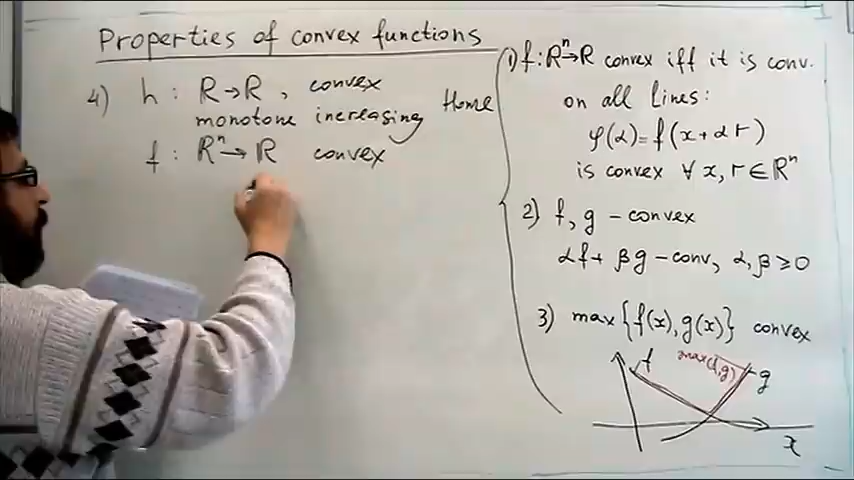 Properties of convex functions
4) h : R→R , convex
monotone increasing Home
f : Rⁿ→R convex
1) f: Rⁿ→R convex iff it is conv.
on all lines:
φ(α)=f(x+αr)
is convex ∀ x, r ∈ Rⁿ
2) f, g - convex
αf + βg - conv, α, β ≥ 0
3) max{f(x), g(x)} convex
f max(f,g) g
x